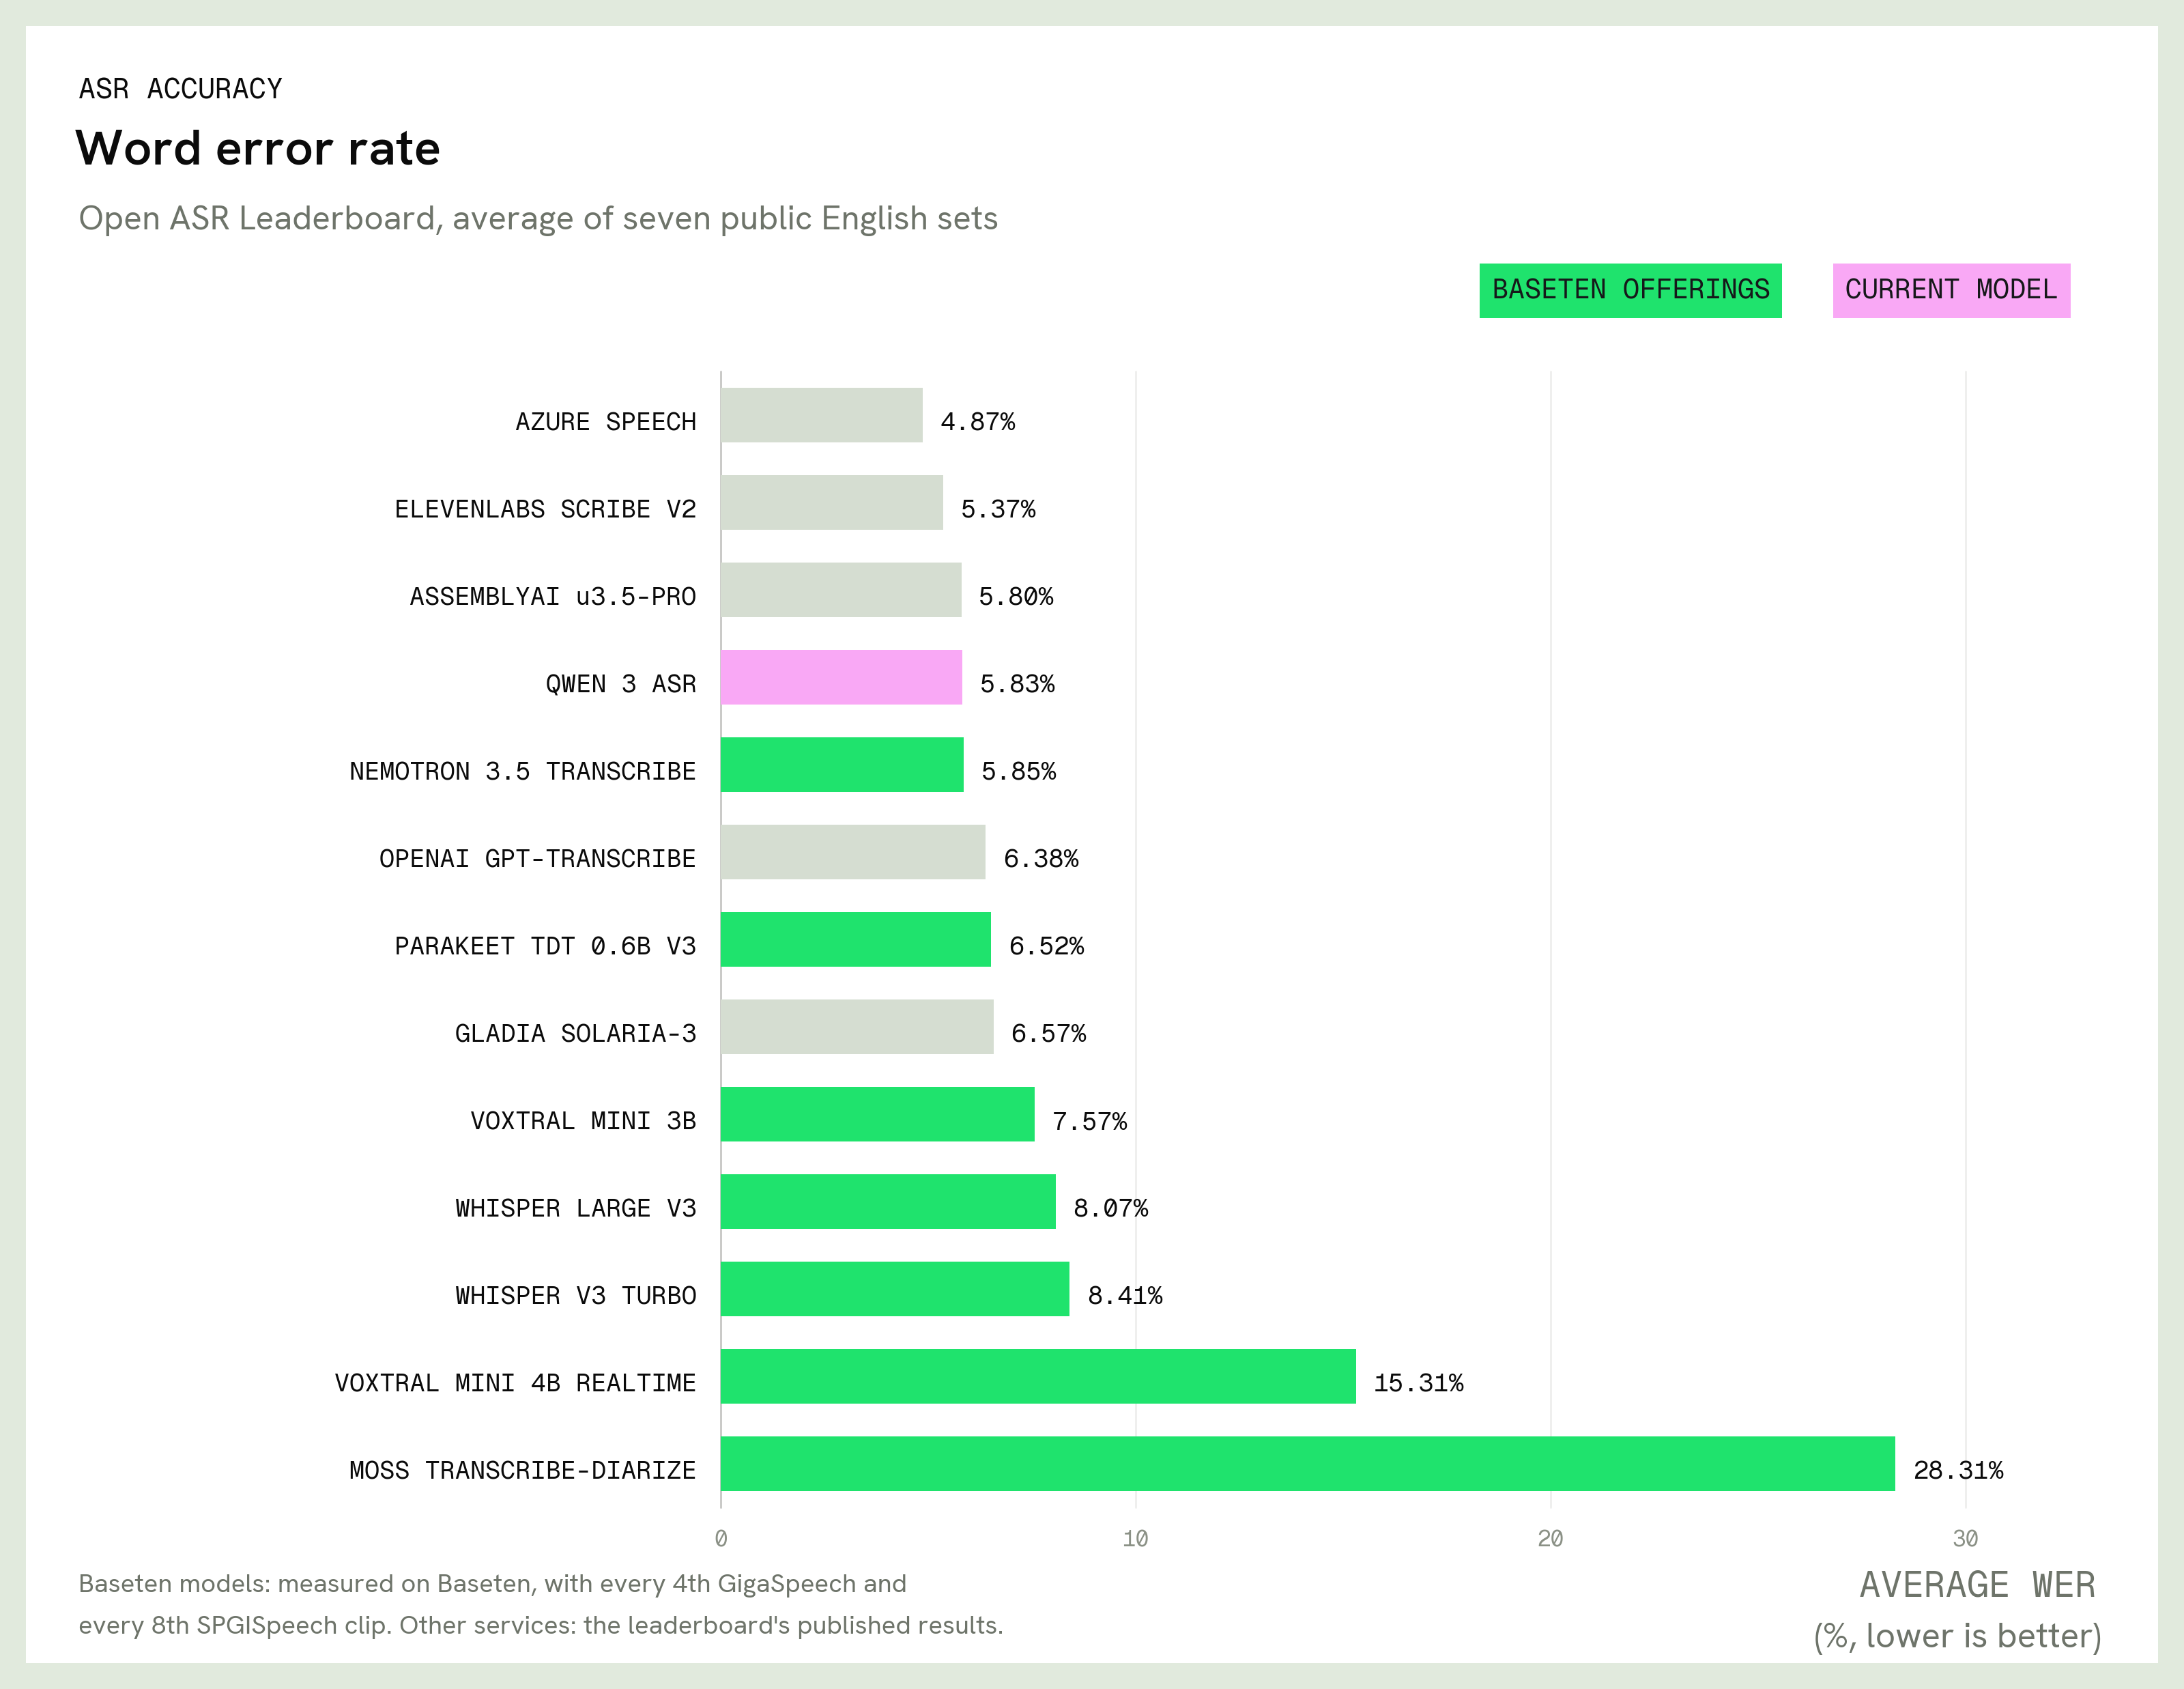 ASR ACCURACY
Word error rate
Open ASR Leaderboard, average of seven public English sets
BASETEN OFFERINGS
CURRENT MODEL
AZURE SPEECH 4.87%
ELEVENLABS SCRIBE V2 5.37%
ASSEMBLYAI u3.5-PRO 5.80%
QWEN 3 ASR 5.83%
NEMOTRON 3.5 TRANSCRIBE 5.85%
OPENAI GPT-TRANSCRIBE 6.38%
PARAKEET TDT 0.6B V3 6.52%
GLADIA SOLARIA-3 6.57%
VOXTRAL MINI 3B 7.57%
WHISPER LARGE V3 8.07%
WHISPER V3 TURBO 8.41%
VOXTRAL MINI 4B REALTIME 15.31%
MOSS TRANSCRIBE-DIARIZE 28.31%
0 10 20 30
Baseten models: measured on Baseten, with every 4th GigaSpeech and
every 8th SPGISpeech clip. Other services: the leaderboard's published results.
AVERAGE WER
(%, lower is better)